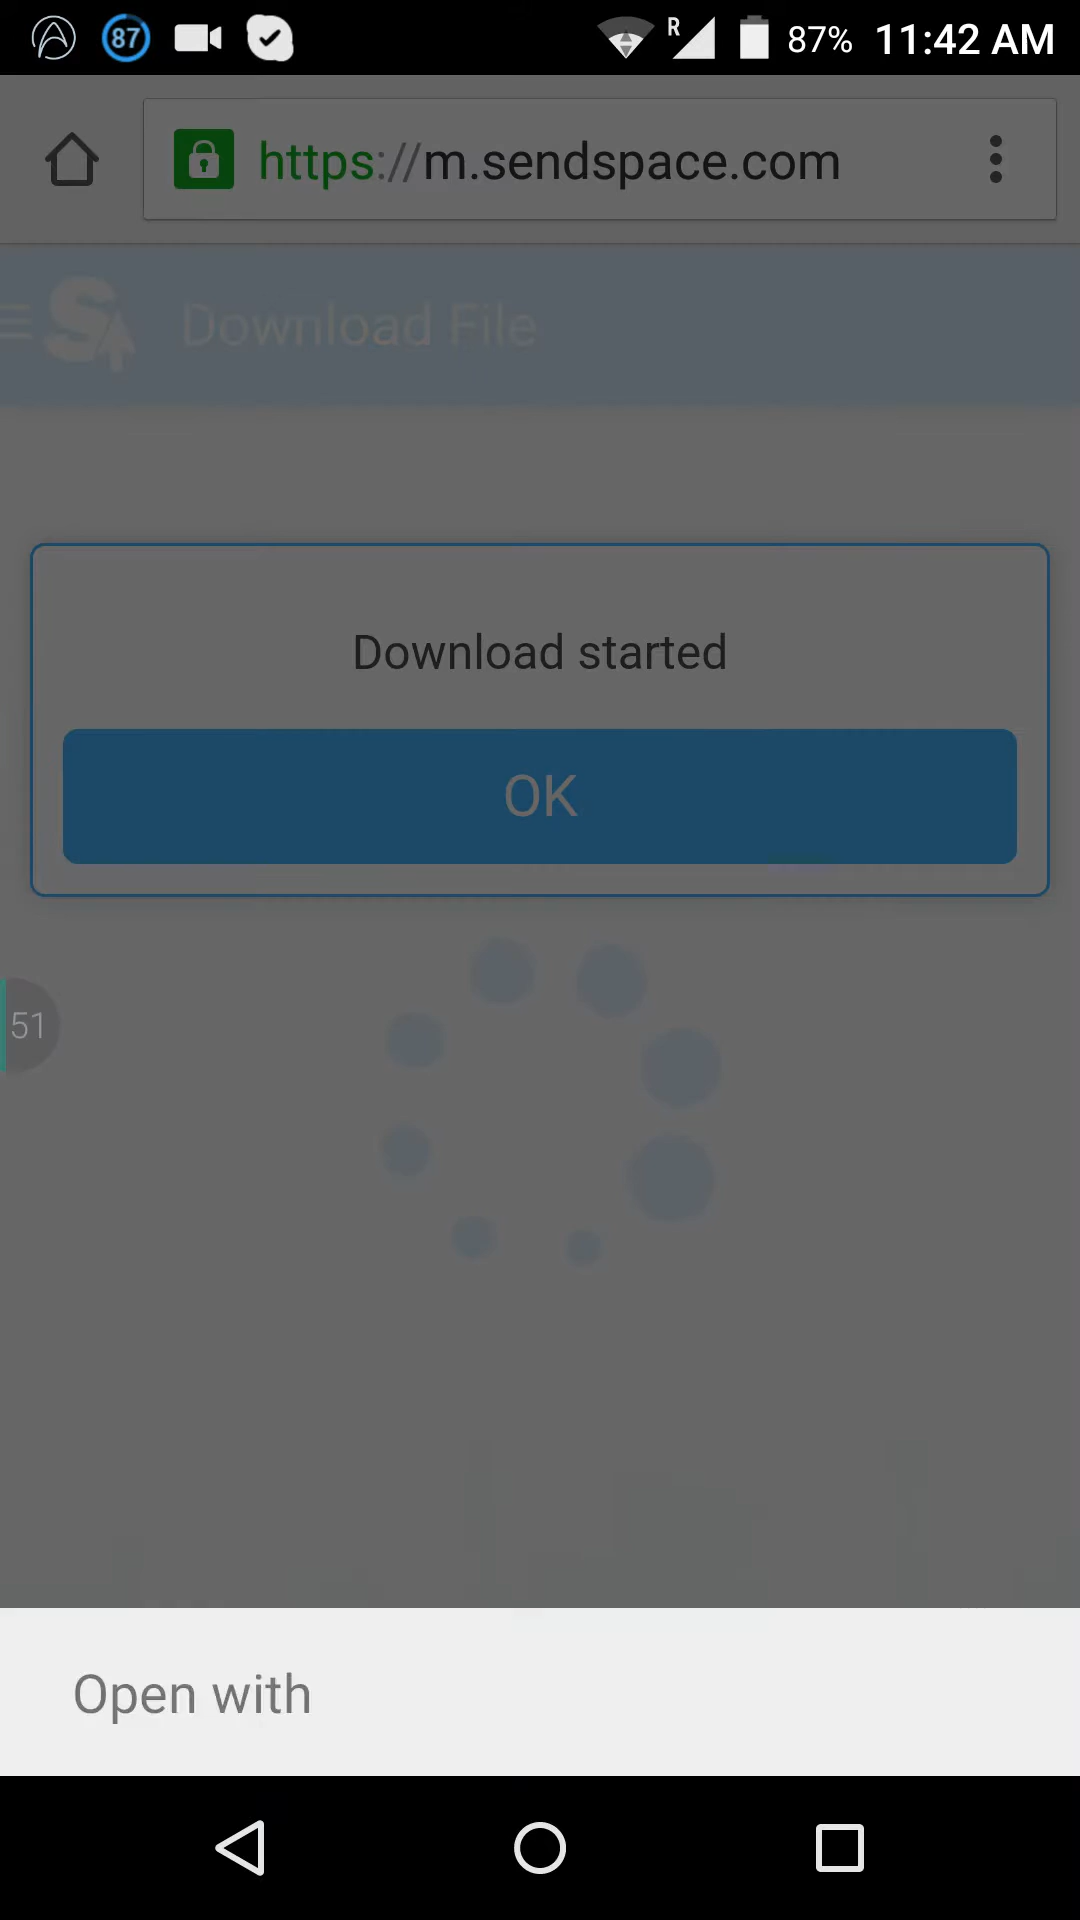 87
R
87%
11:42 AM
https://m.sendspace.com
S
Download File
Download started
OK
51
Open with